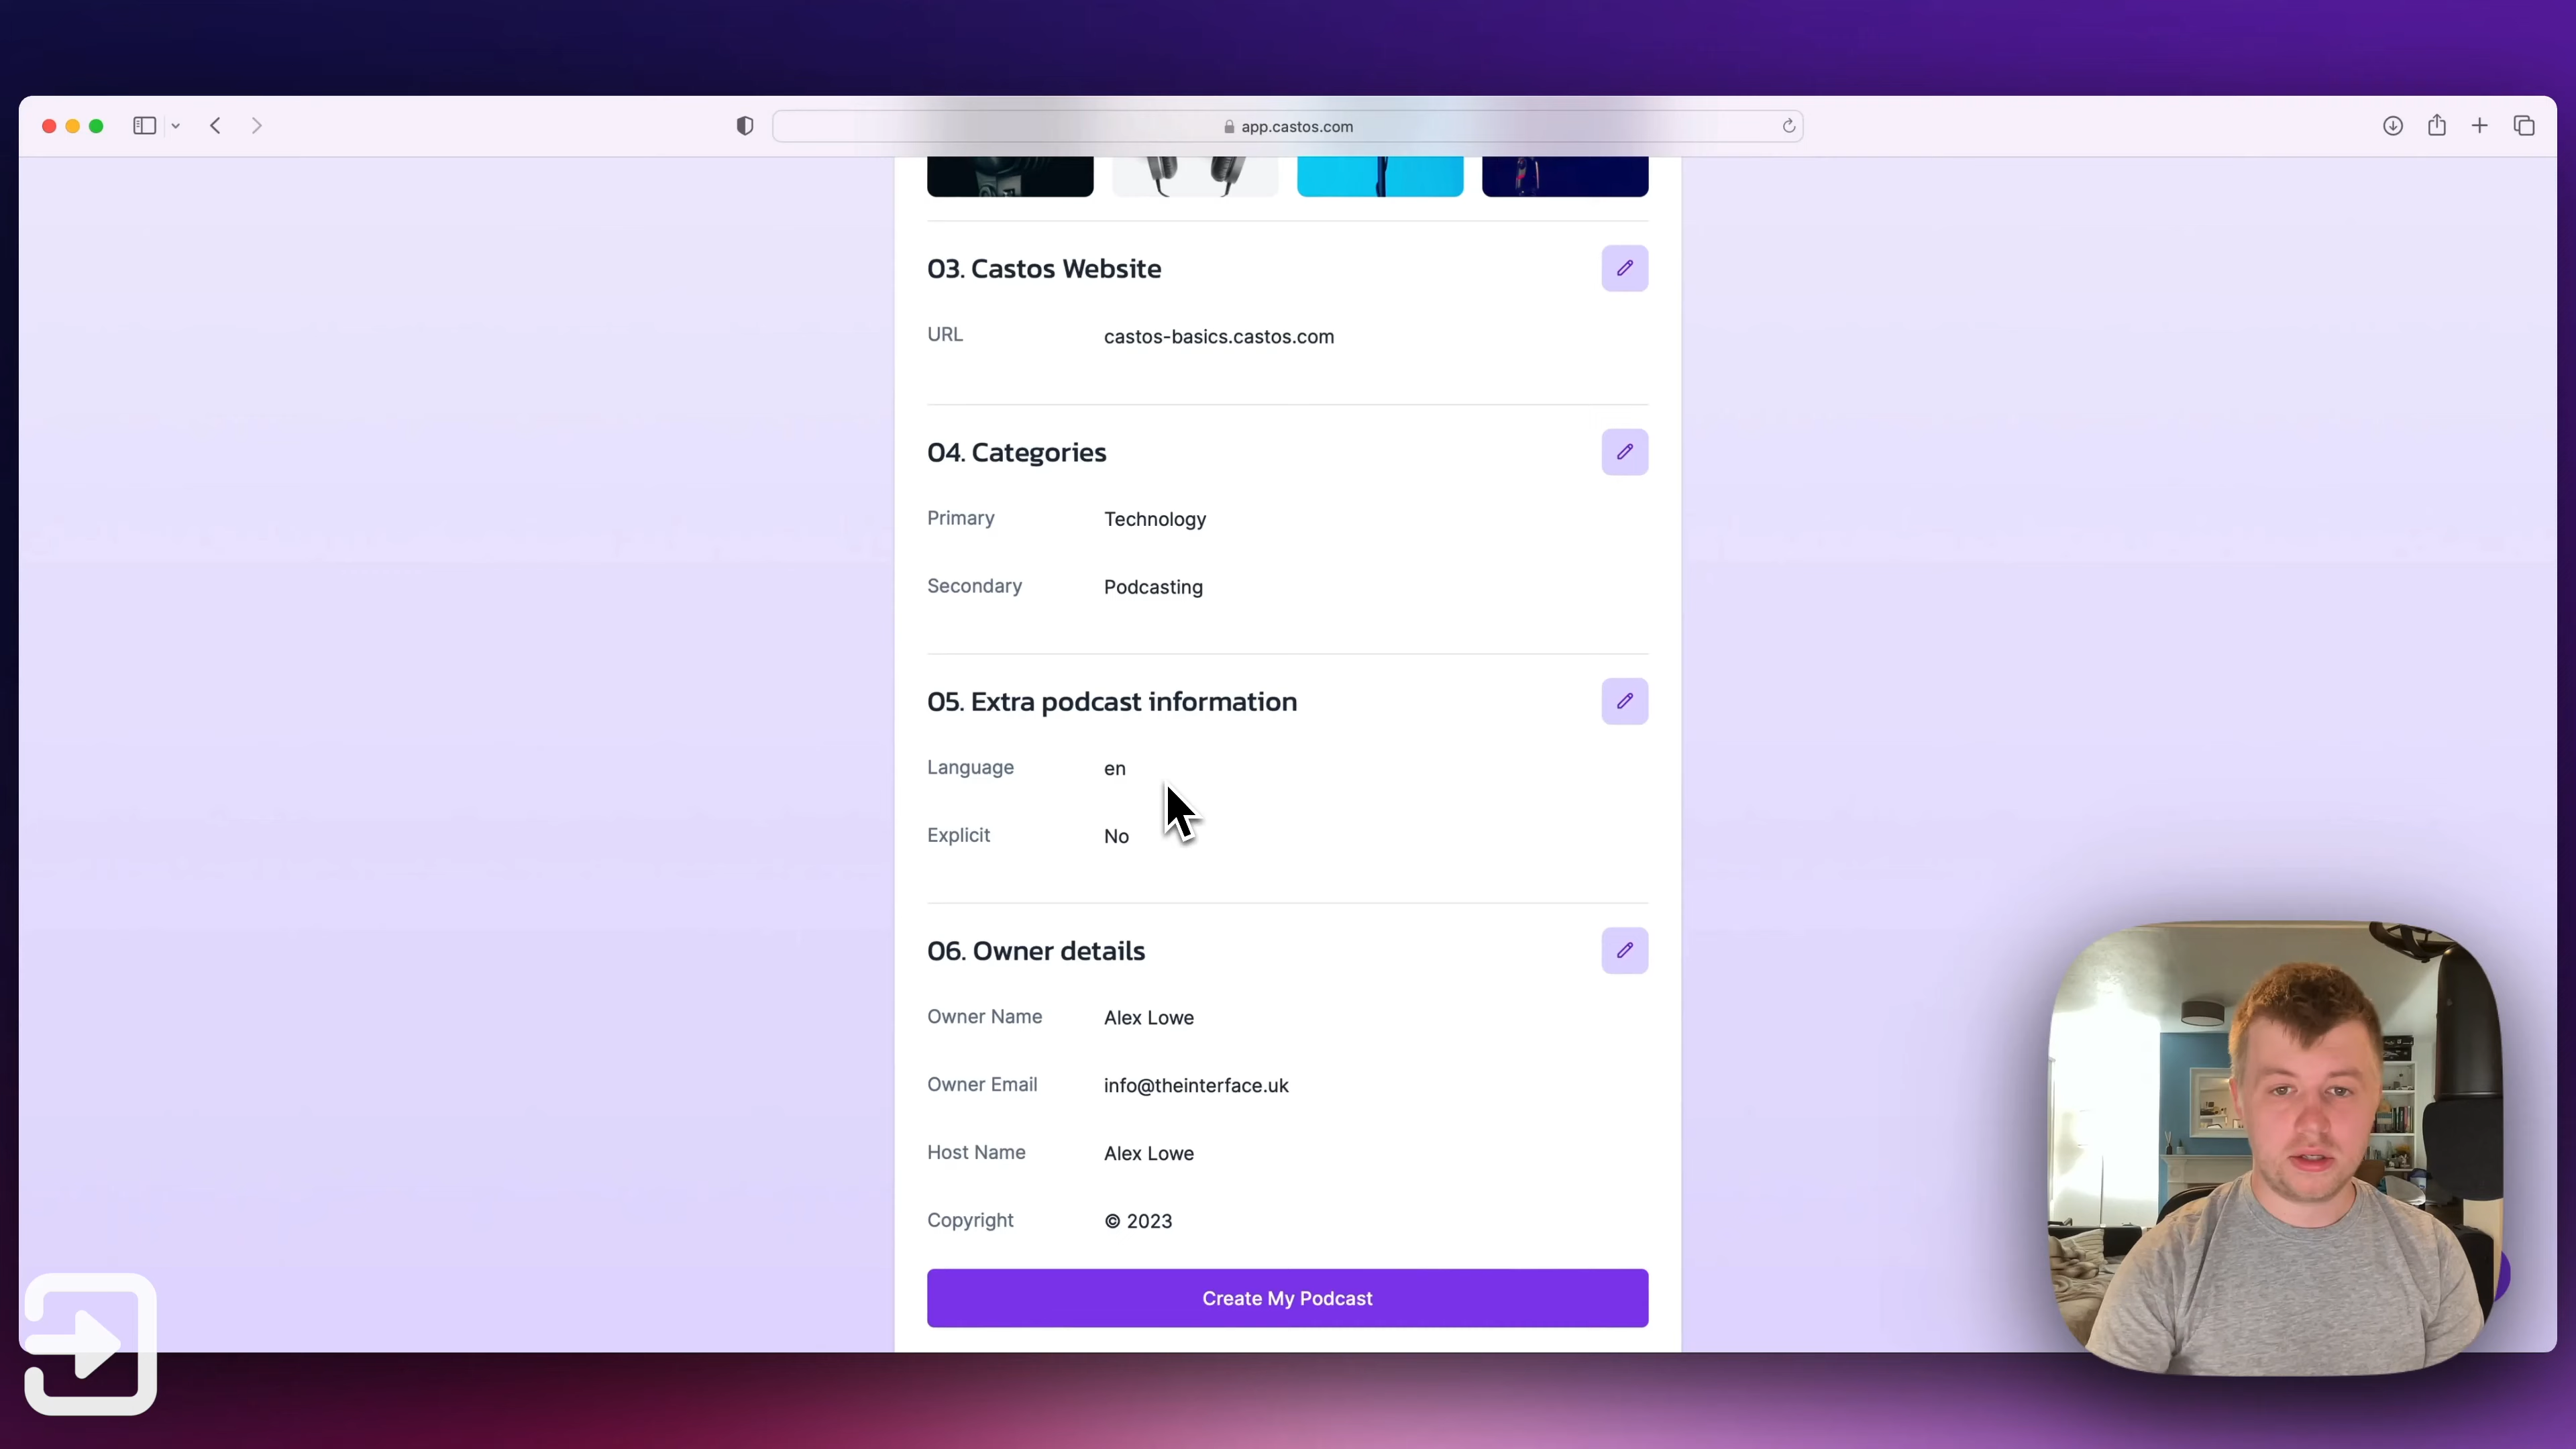 app.castos.com
03. Castos Website
URL castos-basics.castos.com
04. Categories
Primary Technology
Secondary Podcasting
05. Extra podcast information
Language en
Explicit No
06. Owner details
Owner Name Alex Lowe
Owner Email info@theinterface.uk
Host Name Alex Lowe
Copyright © 2023
Create My Podcast